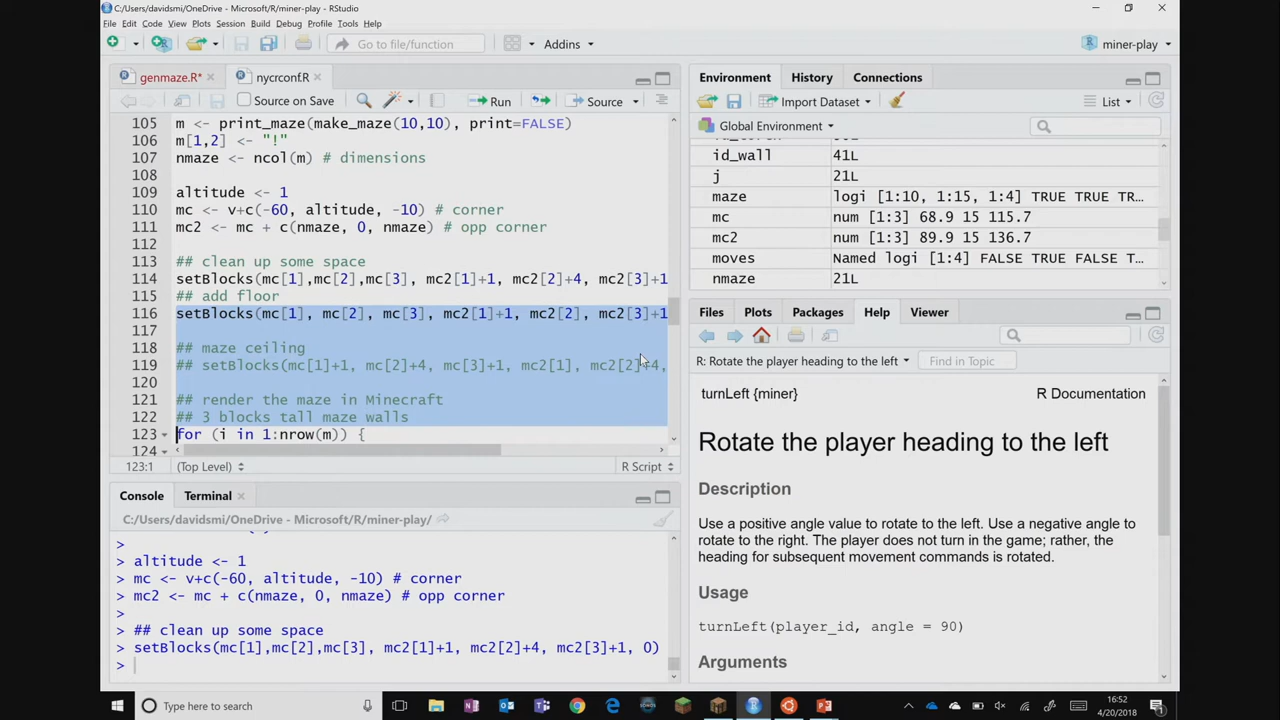 C:/Users/davidsmi/OneDrive - Microsoft/R/miner-play - RStudio
File Edit Code View Plots Session Build Debug Profile Tools Help
Go to file/function
Addins
miner-play
genmaze.R*
nycrconf.R
Source on Save
Run
Source
105 m <- print_maze(make_maze(10,10), print=FALSE)
106 m[1,2] <- "!"
107 nmaze <- ncol(m) # dimensions
108
109 altitude <- 1
110 mc <- v+c(-60, altitude, -10) # corner
111 mc2 <- mc + c(nmaze, 0, nmaze) # opp corner
112
113 ## clean up some space
114 setBlocks(mc[1],mc[2],mc[3], mc2[1]+1, mc2[2]+4, mc2[3]+1
115 ## add floor
116 setBlocks(mc[1], mc[2], mc[3], mc2[1]+1, mc2[2], mc2[3]+1
117
118 ## maze ceiling
119 ## setBlocks(mc[1]+1, mc[2]+4, mc[3]+1, mc2[1], mc2[2]+4,
120
121 ## render the maze in Minecraft
122 ## 3 blocks tall maze walls
123 for (i in 1:nrow(m)) {
124
123:1
(Top Level)
R Script
Console
Terminal
C:/Users/davidsmi/OneDrive - Microsoft/R/miner-play/
>
> altitude <- 1
> mc <- v+c(-60, altitude, -10) # corner
> mc2 <- mc + c(nmaze, 0, nmaze) # opp corner
>
> ## clean up some space
> setBlocks(mc[1],mc[2],mc[3], mc2[1]+1, mc2[2]+4, mc2[3]+1, 0)
>
Environment
History
Connections
Import Dataset
List
Global Environment
id_wall 41L
j 21L
maze logi [1:10, 1:15, 1:4] TRUE TRUE TR...
mc num [1:3] 68.9 15 115.7
mc2 num [1:3] 89.9 15 136.7
moves Named logi [1:4] FALSE TRUE FALSE T...
nmaze 21L
Files
Plots
Packages
Help
Viewer
R: Rotate the player heading to the left
Find in Topic
turnLeft {miner}
R Documentation
Rotate the player heading to the left
Description
Use a positive angle value to rotate to the left. Use a negative angle to
rotate to the right. The player does not turn in the game; rather, the
heading for subsequent movement commands is rotated.
Usage
turnLeft(player_id, angle = 90)
Arguments
Type here to search
16:52
4/20/2018